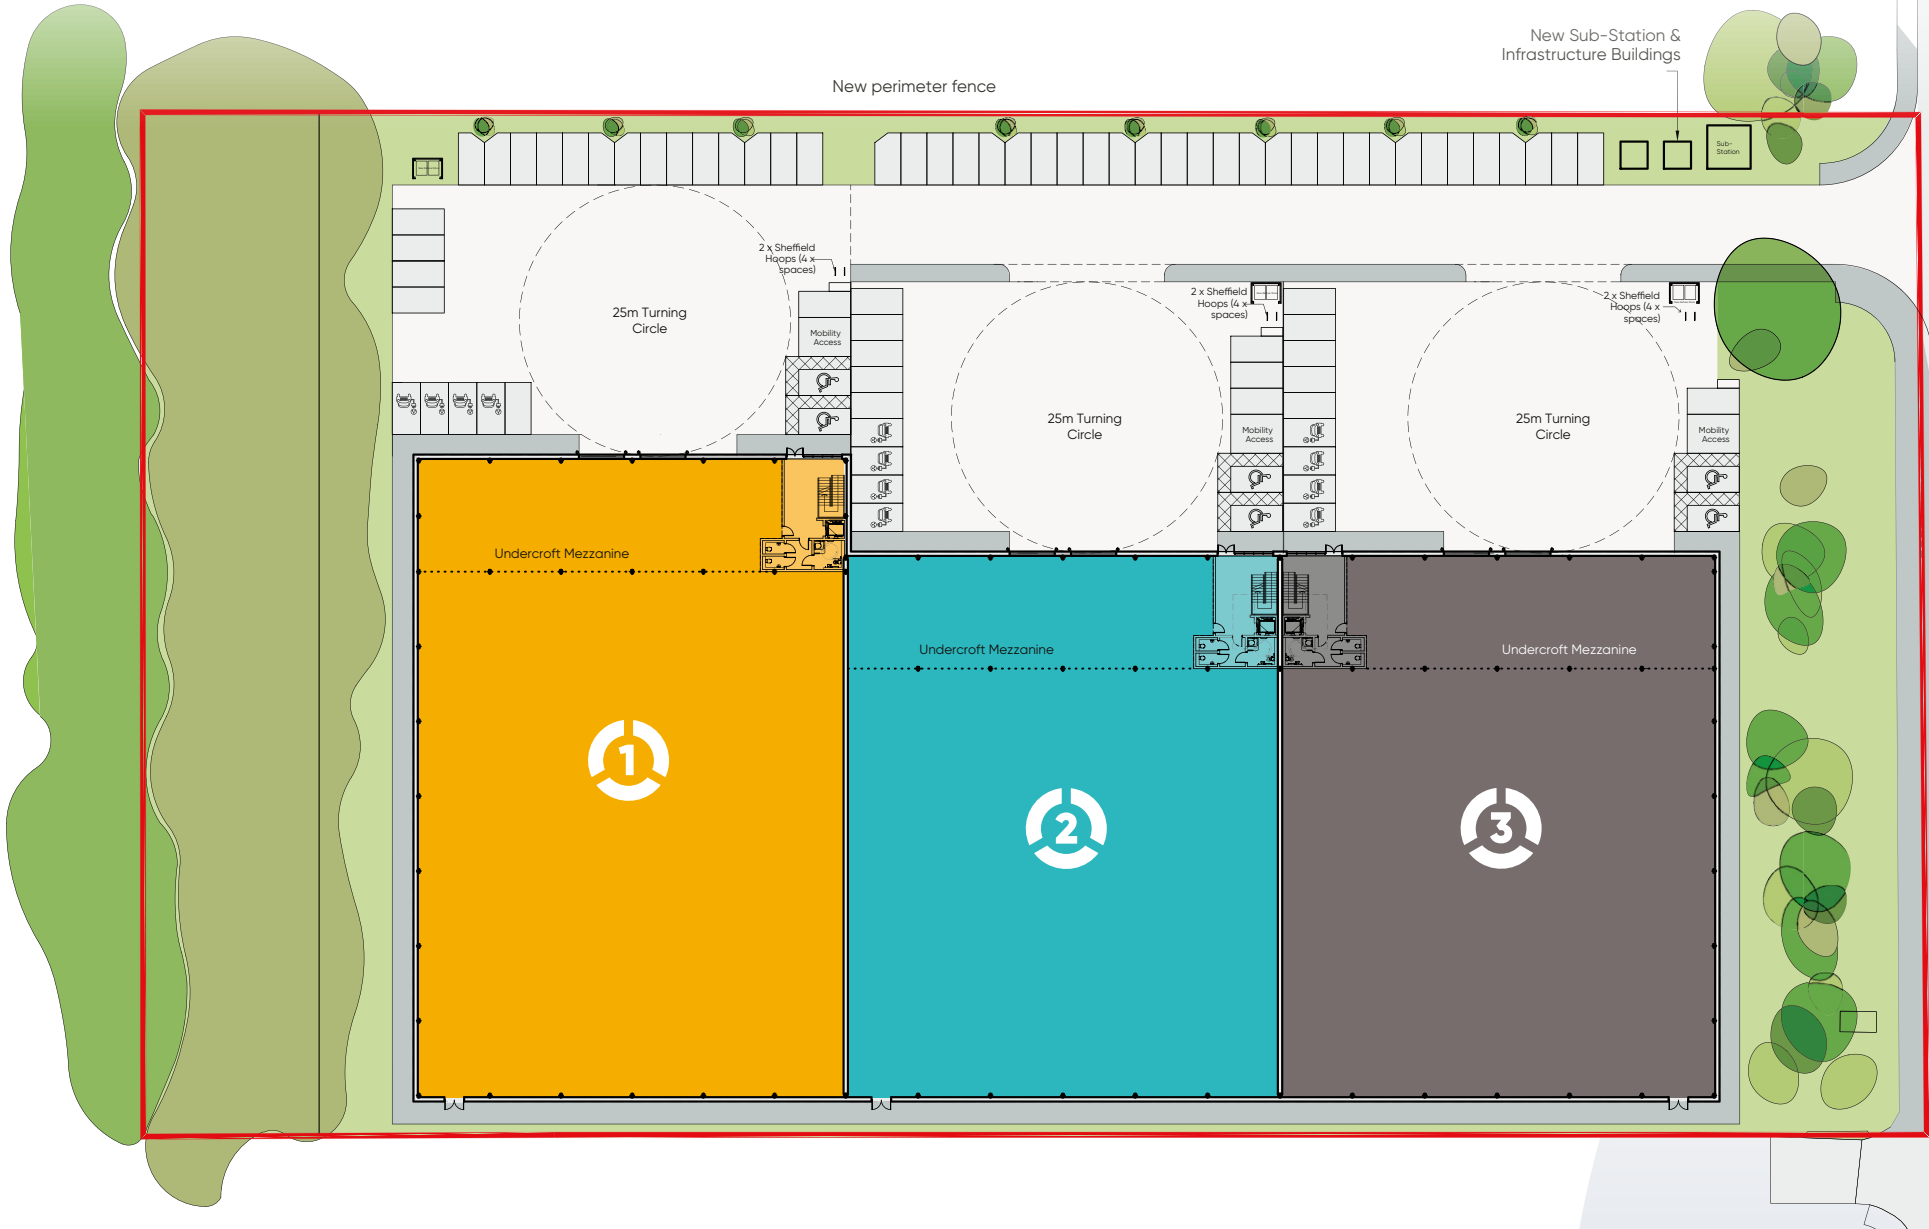 New Sub-Station &
Infrastructure Buildings
New perimeter fence
Sub-
Station
2 x Sheffield
Hoops (4 x
spaces)
25m Turning
Circle
Mobility
Access
2 x Sheffield
Hoops (4 x
spaces)
25m Turning
Circle
Mobility
Access
2 x Sheffield
Hoops (4 x
spaces)
25m Turning
Circle
Mobility
Access
Undercroft Mezzanine
Undercroft Mezzanine
Undercroft Mezzanine
1
2
3